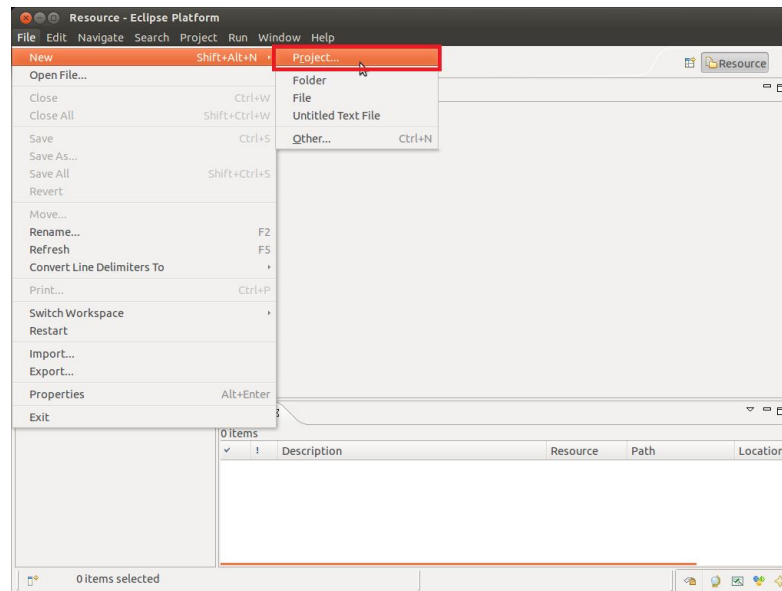 Resource - Eclipse Platform
File Edit Navigate Search Project Run Window Help
New Shift+Alt+N
Project...
Resource
Open File...
Folder
Close Ctrl+W
File
Close All Shift+Ctrl+W
Untitled Text File
Save Ctrl+S
Other... Ctrl+N
Save As...
Save All Shift+Ctrl+S
Revert
Move...
Rename... F2
Refresh F5
Convert Line Delimiters To
Print... Ctrl+P
Switch Workspace
Restart
Import...
Export...
Properties Alt+Enter
Exit
0 items
! Description Resource Path Location
0 items selected